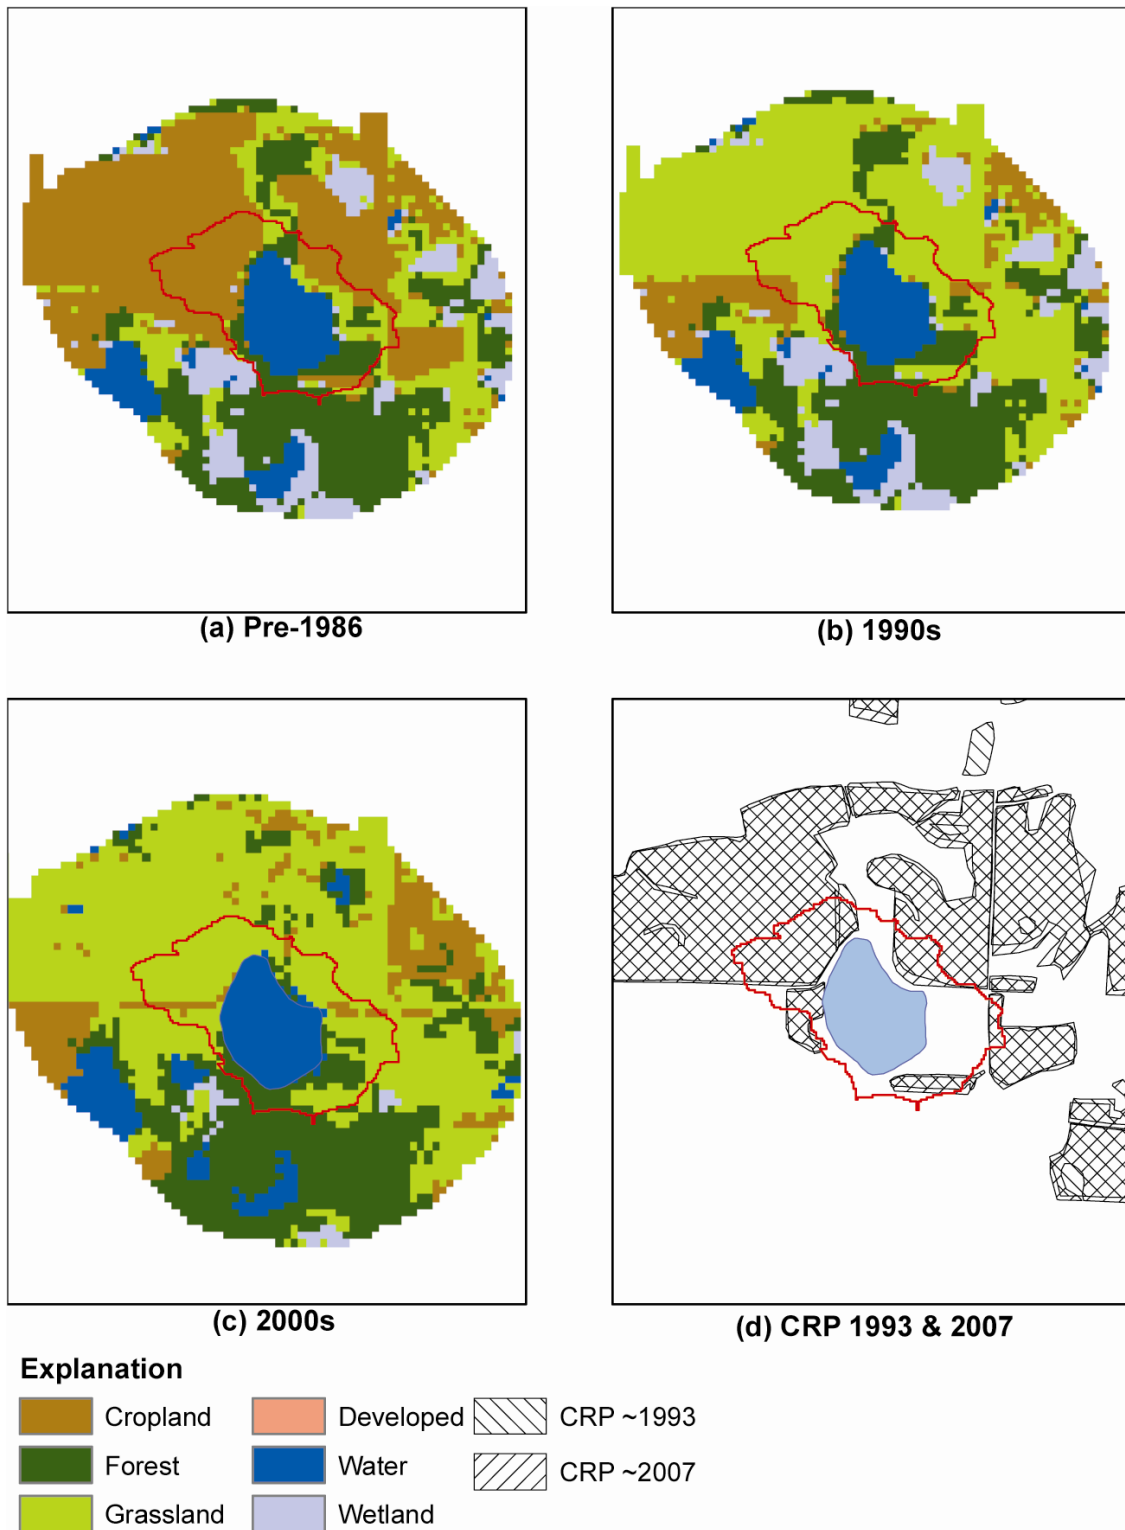 (a) Pre-1986
(b) 1990s
(c) 2000s
(d) CRP 1993 & 2007
Explanation
Cropland Developed CRP ~1993
Forest Water CRP ~2007
Grassland Wetland